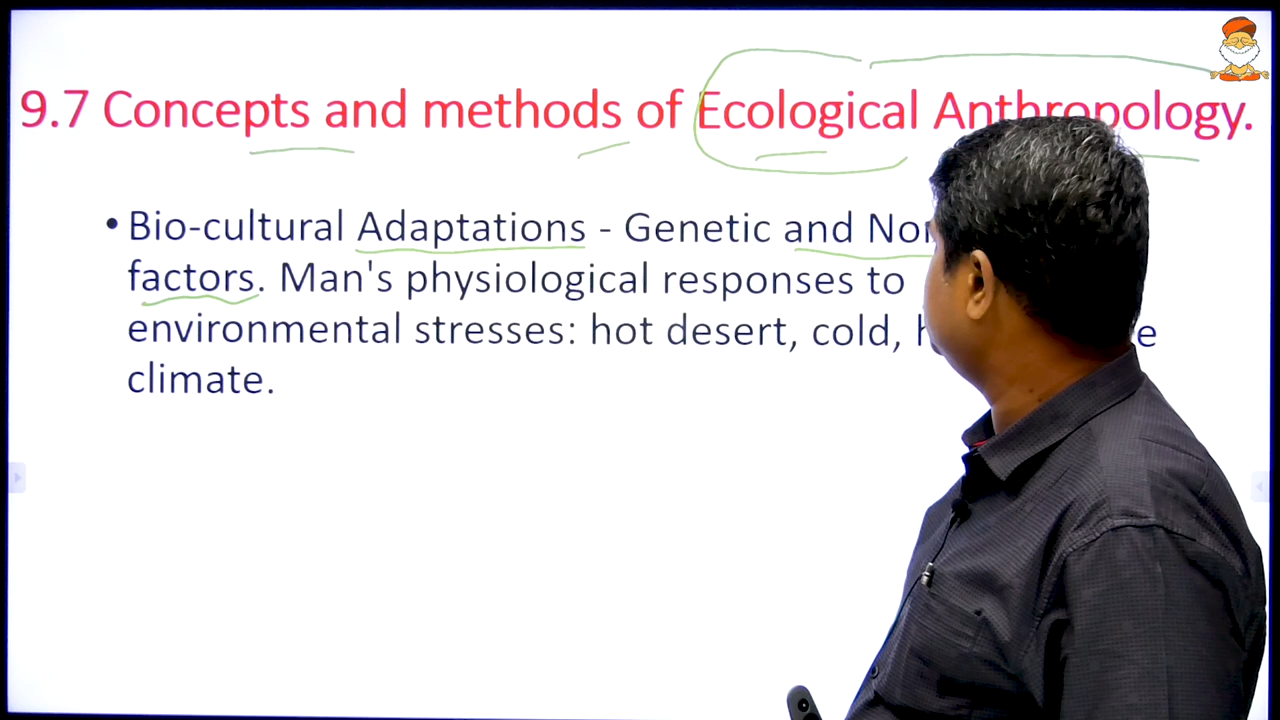 9.7 Concepts and methods of Ecological Anthropology.
• Bio-cultural Adaptations - Genetic and
factors. Man's physiological responses to
environmental stresses: hot desert, cold,
climate.